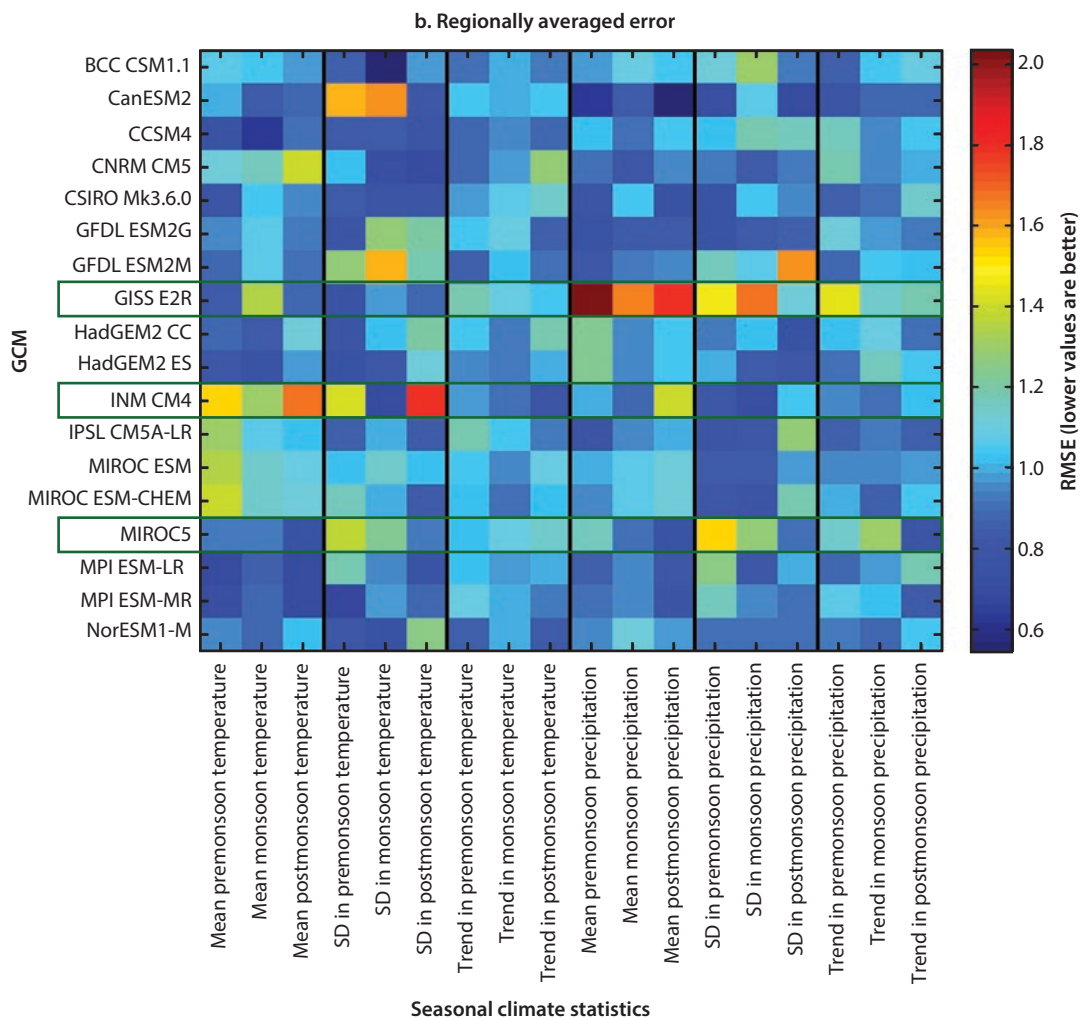 b. Regionally averaged error
BCC CSM1.1
CanESM2
CCSM4
CNRM CM5
CSIRO Mk3.6.0
GFDL ESM2G
GFDL ESM2M
GISS E2R
HadGEM2 CC
HadGEM2 ES
INM CM4
IPSL CM5A-LR
MIROC ESM
MIROC ESM-CHEM
MIROC5
MPI ESM-LR
MPI ESM-MR
NorESM1-M
GCM
Mean premonsoon temperature
Mean monsoon temperature
Mean postmonsoon temperature
SD in premonsoon temperature
SD in monsoon temperature
SD in postmonsoon temperature
Trend in premonsoon temperature
Trend in monsoon temperature
Trend in postmonsoon temperature
Mean premonsoon precipitation
Mean monsoon precipitation
Mean postmonsoon precipitation
SD in premonsoon precipitation
SD in monsoon precipitation
SD in postmonsoon precipitation
Trend in premonsoon precipitation
Trend in monsoon precipitation
Trend in postmonsoon precipitation
Seasonal climate statistics
2.0
1.8
1.6
1.4
1.2
1.0
0.8
0.6
RMSE (lower values are better)